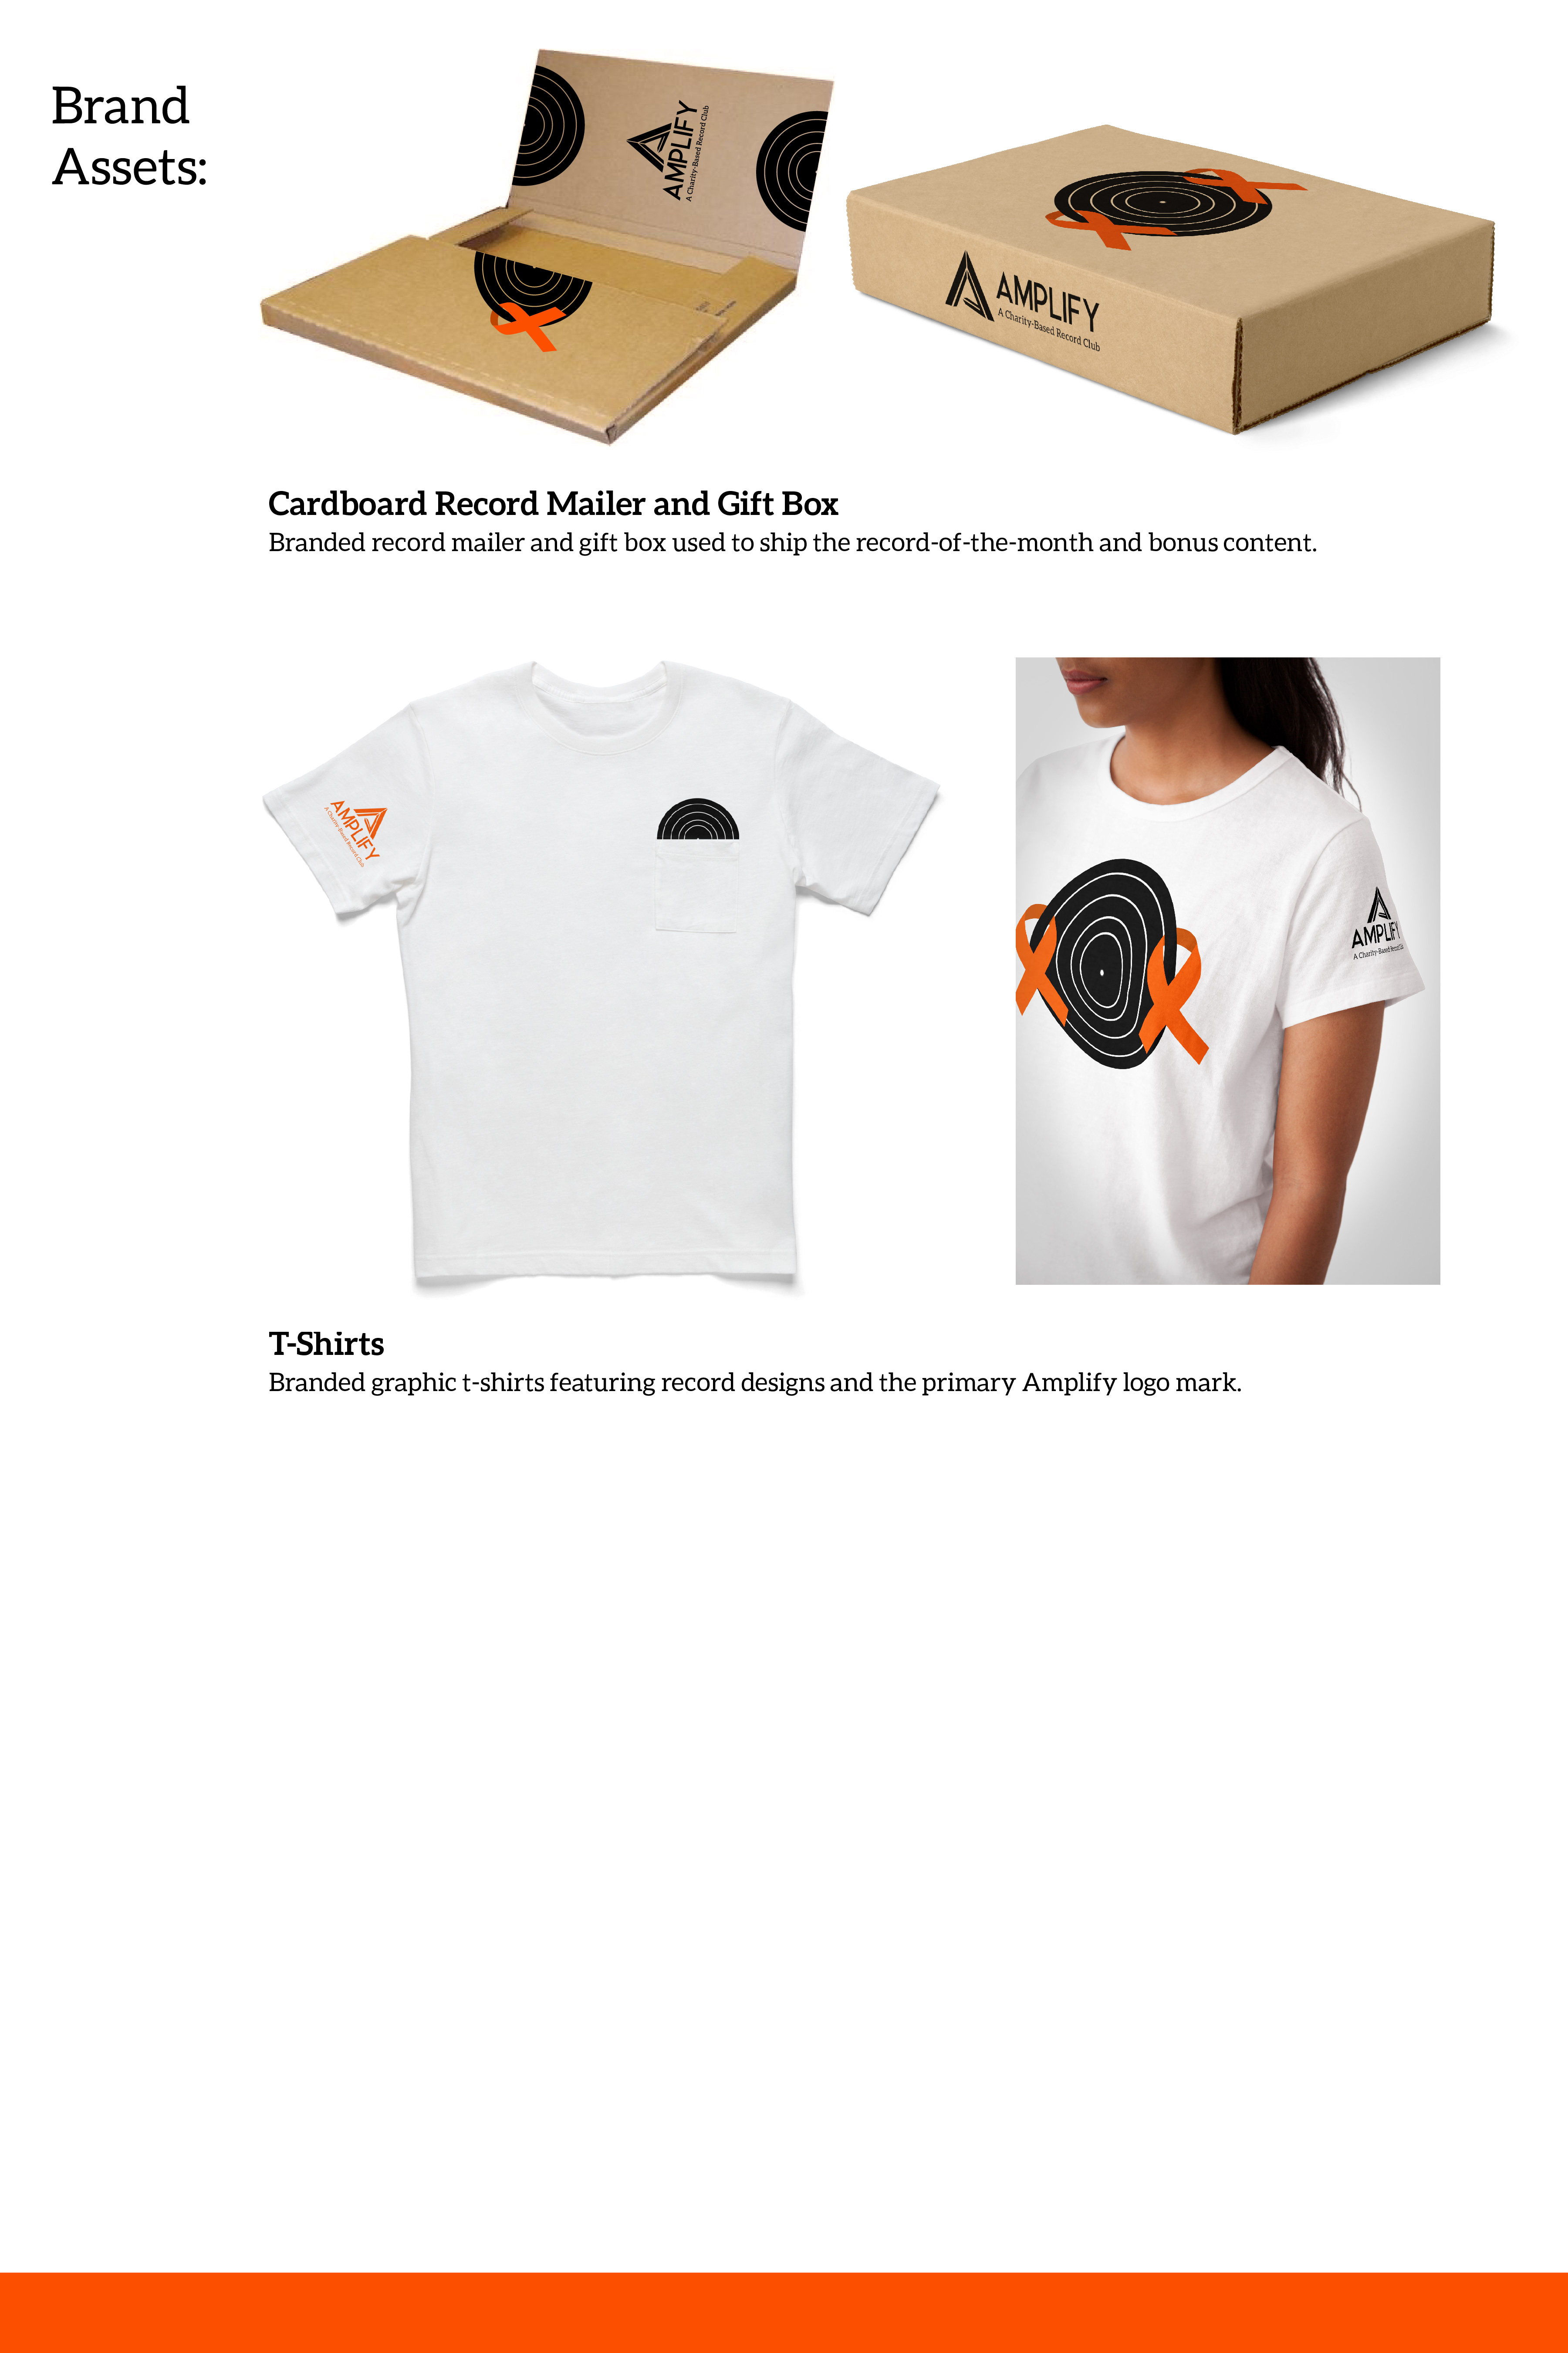 Brand
Assets:
AMPLIFY
A Charity-Based Record Club
AMPLIFY
A Charity-Based Record Club
Cardboard Record Mailer and Gift Box
Branded record mailer and gift box used to ship the record-of-the-month and bonus content.
AMPLIFY
A Charity-Based Record Club
AMPLIFY
A Charity-Based Record
T-Shirts
Branded graphic t-shirts featuring record designs and the primary Amplify logo mark.